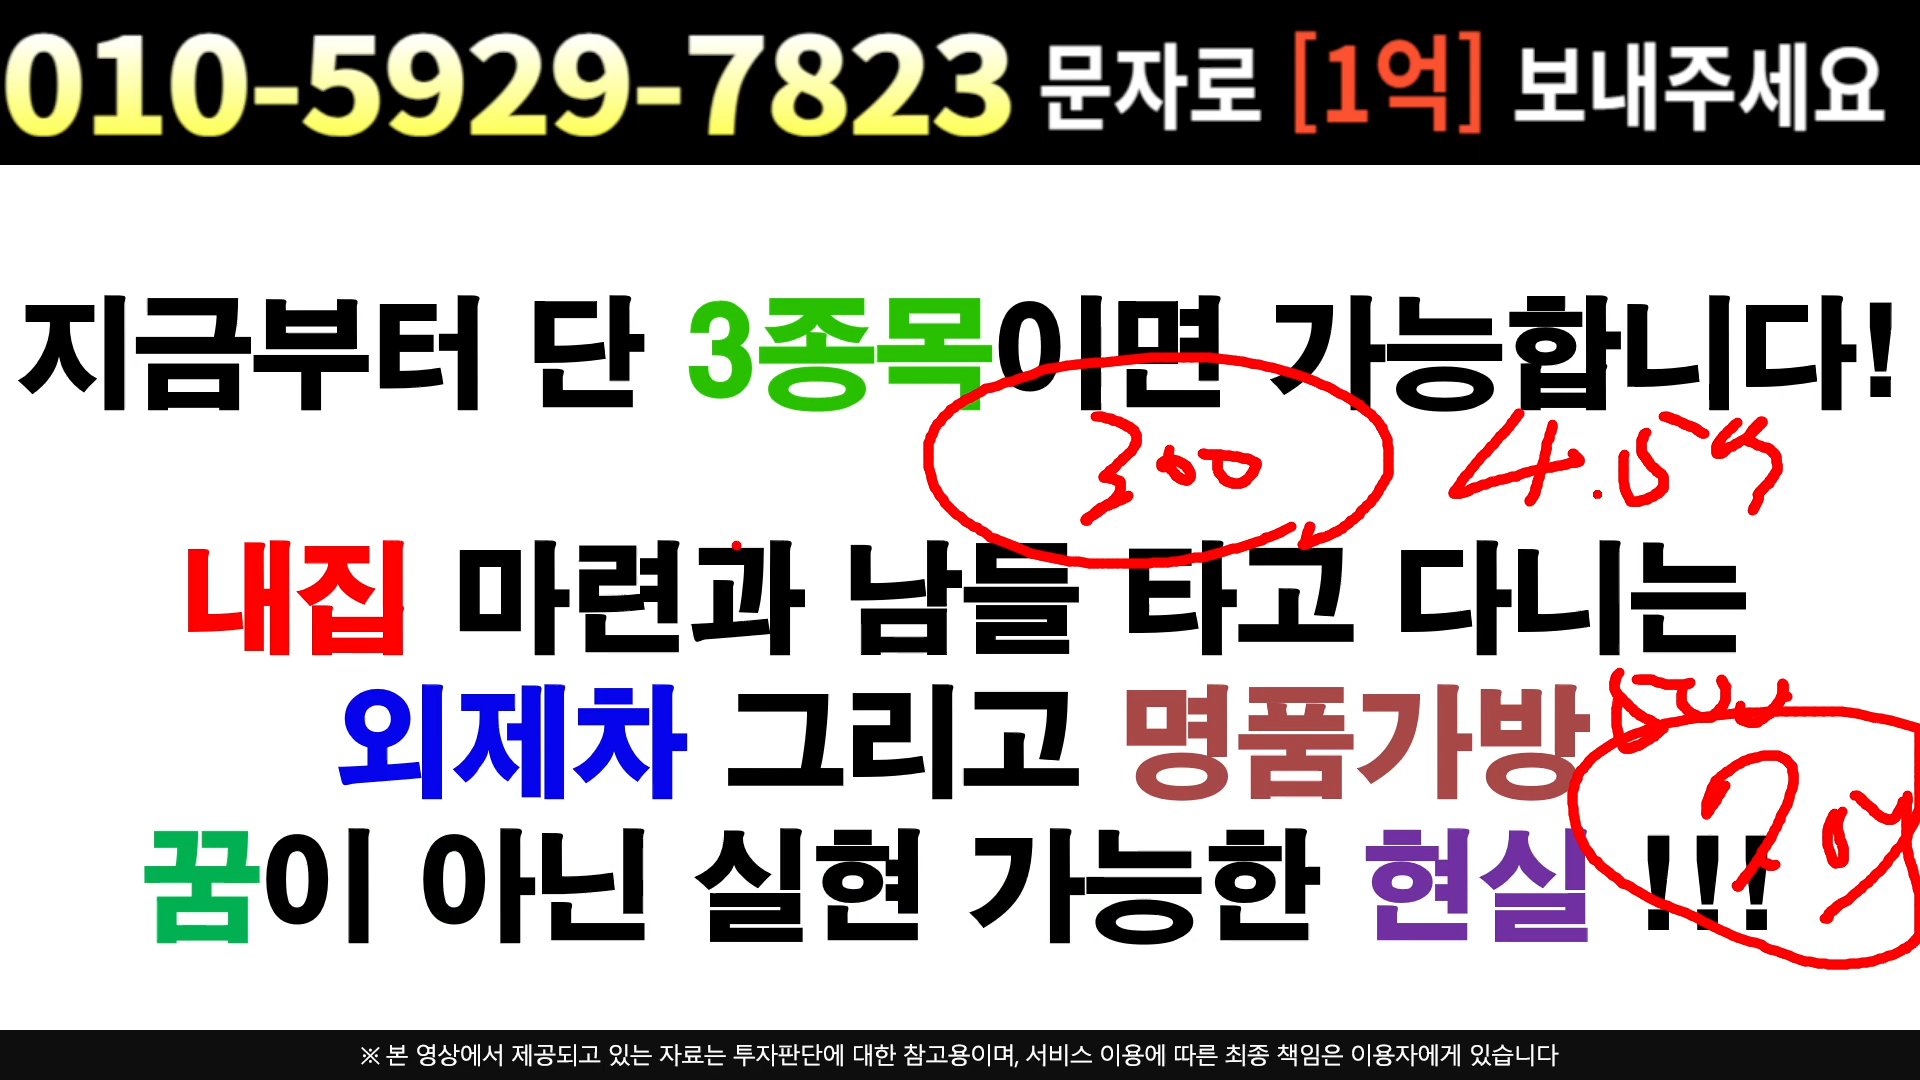 010-5929-7823 문자로 [1억] 보내주세요
지금부터 단 3종목이면 가능합니다!
300
4.5억
내집 마련과 남들 타고 다니는
외제차 그리고 명품가방
500
7억
꿈이 아닌 실현 가능한 현실 !!!
※ 본 영상에서 제공되고 있는 자료는 투자판단에 대한 참고용이며, 서비스 이용에 따른 최종 책임은 이용자에게 있습니다